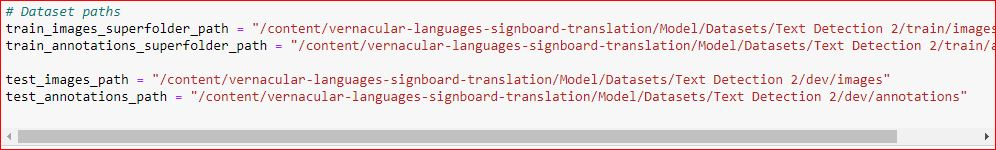 # Dataset paths
train_images_superfolder_path = "/content/vernacular-languages-signboard-translation/Model/Datasets/Text Detection 2/train/images
train_annotations_superfolder_path = "/content/vernacular-languages-signboard-translation/Model/Datasets/Text Detection 2/train/a
test_images_path = "/content/vernacular-languages-signboard-translation/Model/Datasets/Text Detection 2/dev/images"
test_annotations_path = "/content/vernacular-languages-signboard-translation/Model/Datasets/Text Detection 2/dev/annotations"